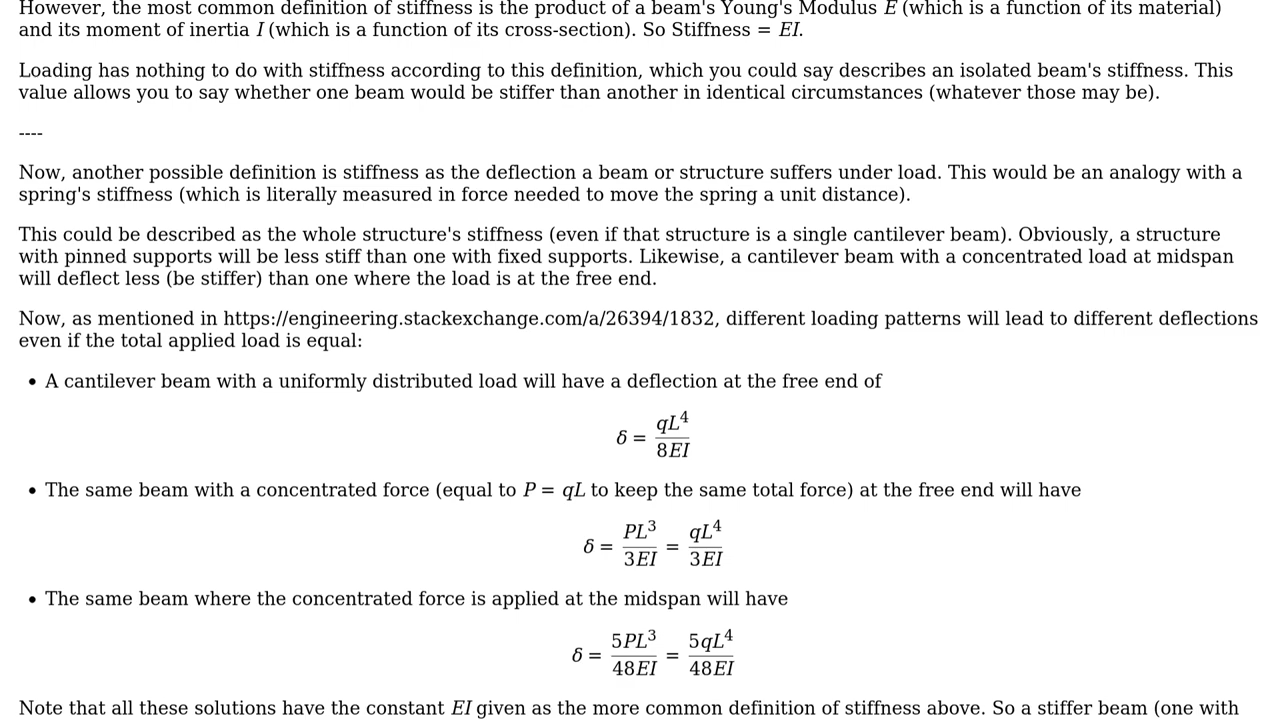 However, the most common definition of stiffness is the product of a beam's Young's Modulus E (which is a function of its material)
and its moment of inertia I (which is a function of its cross-section). So Stiffness = EI.
Loading has nothing to do with stiffness according to this definition, which you could say describes an isolated beam's stiffness. This
value allows you to say whether one beam would be stiffer than another in identical circumstances (whatever those may be).
----
Now, another possible definition is stiffness as the deflection a beam or structure suffers under load. This would be an analogy with a
spring's stiffness (which is literally measured in force needed to move the spring a unit distance).
This could be described as the whole structure's stiffness (even if that structure is a single cantilever beam). Obviously, a structure
with pinned supports will be less stiff than one with fixed supports. Likewise, a cantilever beam with a concentrated load at midspan
will deflect less (be stiffer) than one where the load is at the free end.
Now, as mentioned in https://engineering.stackexchange.com/a/26394/1832, different loading patterns will lead to different deflections
even if the total applied load is equal:
• A cantilever beam with a uniformly distributed load will have a deflection at the free end of
δ = qL⁴/8EI
• The same beam with a concentrated force (equal to P = qL to keep the same total force) at the free end will have
δ = PL³/3EI = qL⁴/3EI
• The same beam where the concentrated force is applied at the midspan will have
δ = 5PL³/48EI = 5qL⁴/48EI
Note that all these solutions have the constant EI given as the more common definition of stiffness above. So a stiffer beam (one with